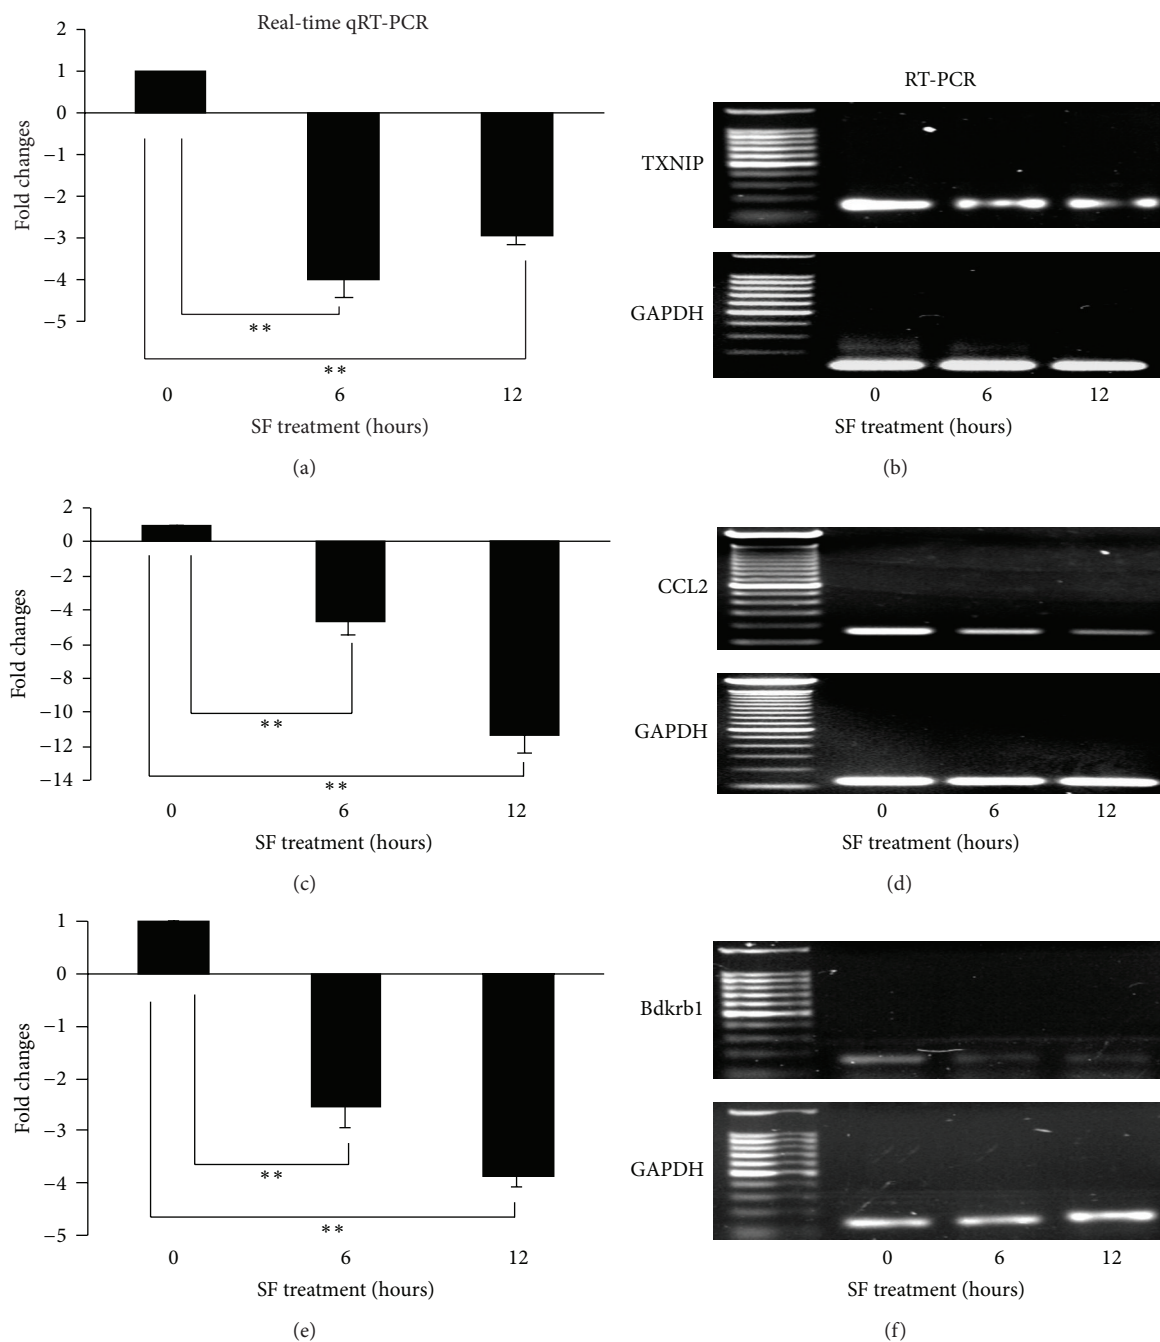 Real-time qRT-PCR
2
1
0
−1
−2
−3
−4
−5
Fold changes
**
**
0 6 12
SF treatment (hours)
(a)
RT-PCR
TXNIP
GAPDH
0 6 12
SF treatment (hours)
(b)
2
0
−2
−4
−6
−8
−10
−12
−14
Fold changes
**
**
0 6 12
SF treatment (hours)
(c)
CCL2
GAPDH
0 6 12
SF treatment (hours)
(d)
1
0
−1
−2
−3
−4
−5
Fold changes
**
**
0 6 12
SF treatment (hours)
(e)
Bdkrb1
GAPDH
0 6 12
SF treatment (hours)
(f)